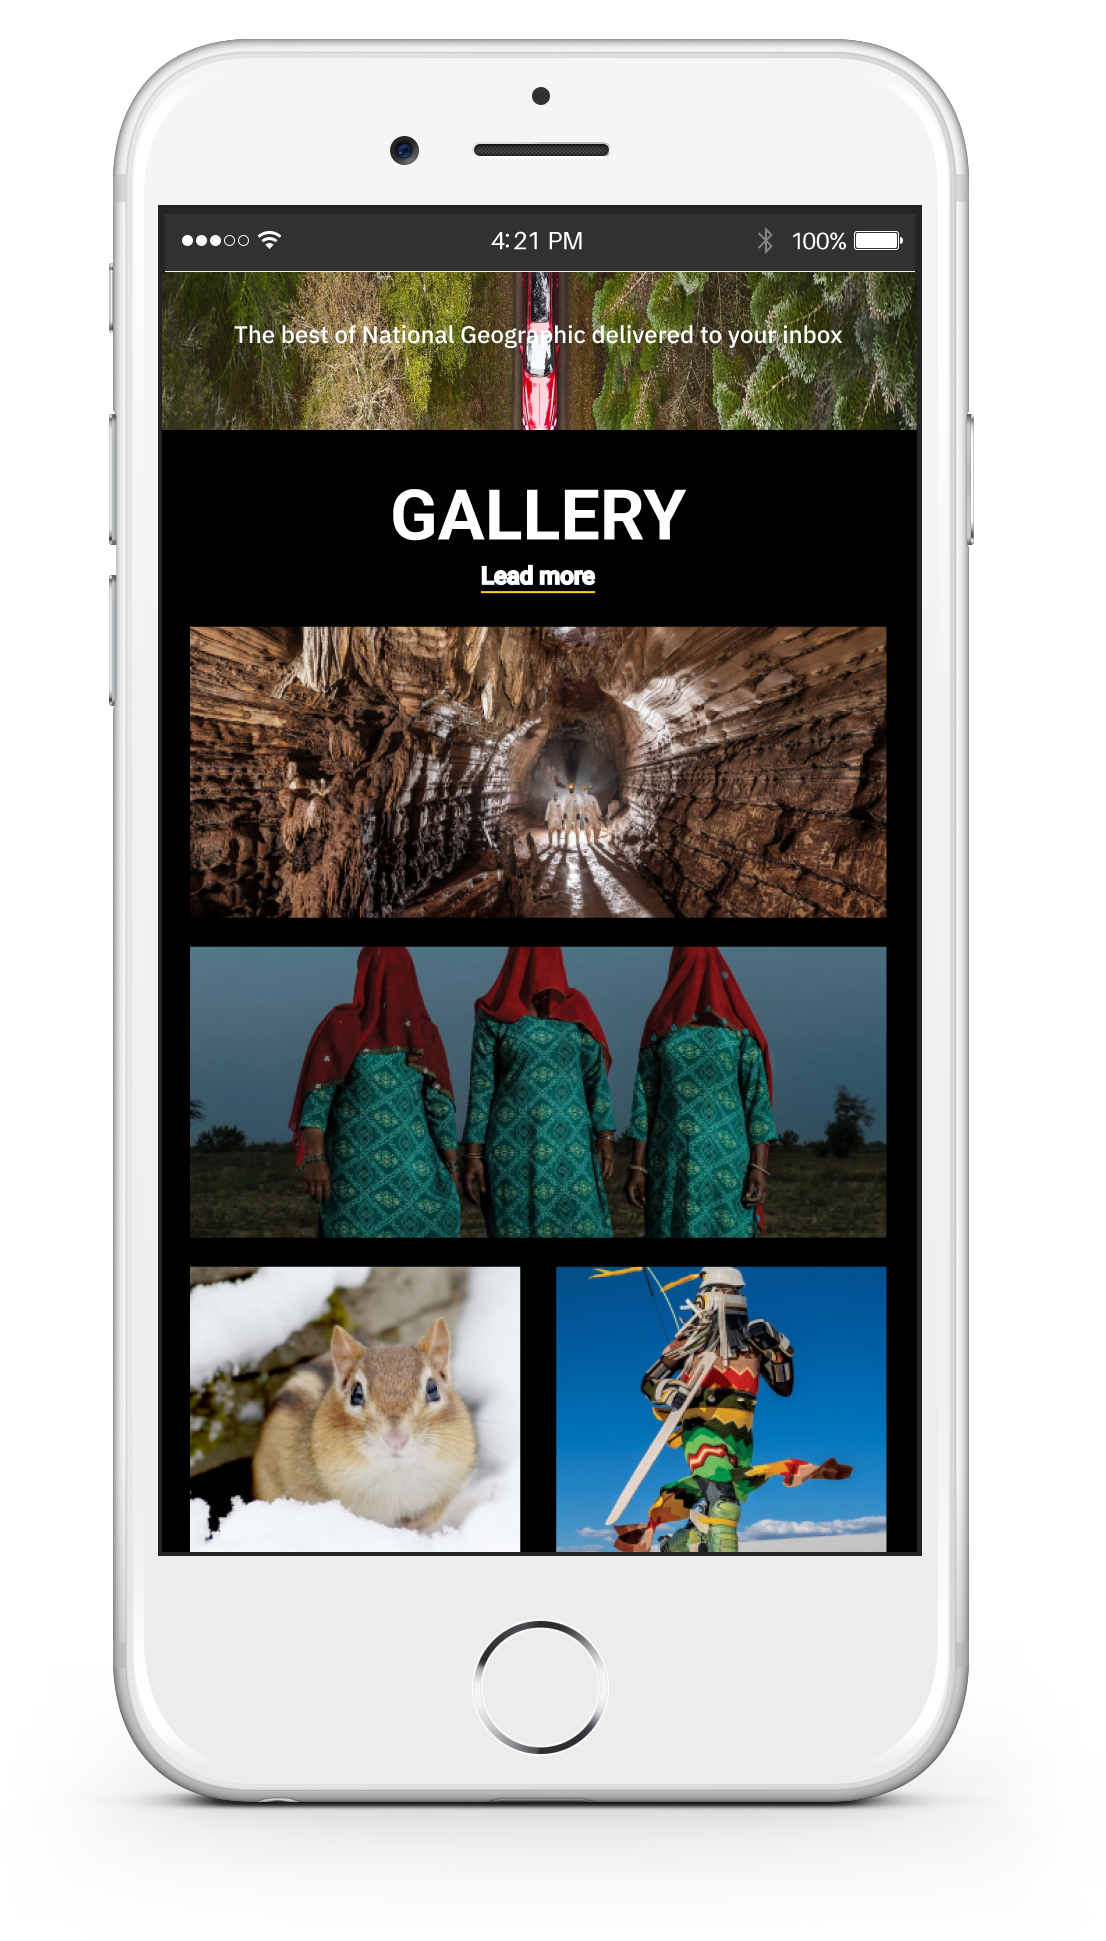 4:21 PM
100%
The best of National Geographic delivered to your inbox
GALLERY
Lead more